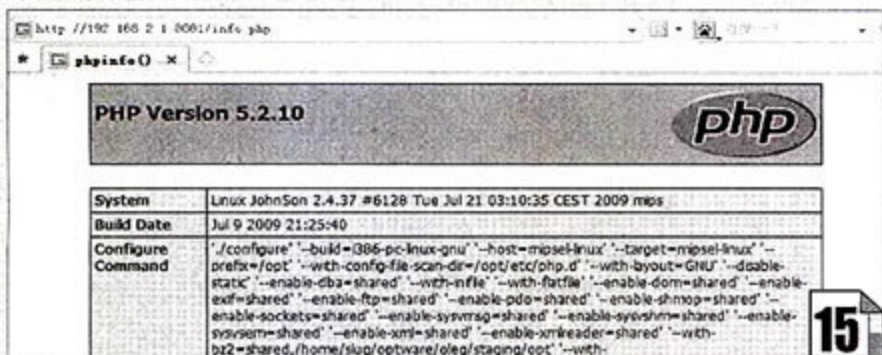 http //192 168 2 1 8081/info php
phpinfo()
PHP Version 5.2.10
php
System Linux JohnSon 2.4.37 #6128 Tue Jul 21 03:10:35 CEST 2009 mips
Build Date Jul 9 2009 21:25:40
Configure Command './configure' '--build=i386-pc-linux-gnu' '--host=mipsel-linux' '--target=mipsel-linux' '--
prefix=/opt' '--with-config-file-scan-dir=/opt/etc/php.d' '--with-layout=GNU' '--disable-
static' '--enable-dba=shared' '--with-inifile' '--with-flatfile' '--enable-dom=shared' '--enable-
exif=shared' '--enable-ftp=shared' '--enable-pdo=shared' '--enable-shmop=shared' '--
enable-sockets=shared' '--enable-sysvmsg=shared' '--enable-sysvshm=shared' '--enable-
sysvsem=shared' '--enable-xml=shared' '--enable-xmlreader=shared' '--with-
bz2=shared,/home/slug/optware/oleg/staging/opt' '--with-
15